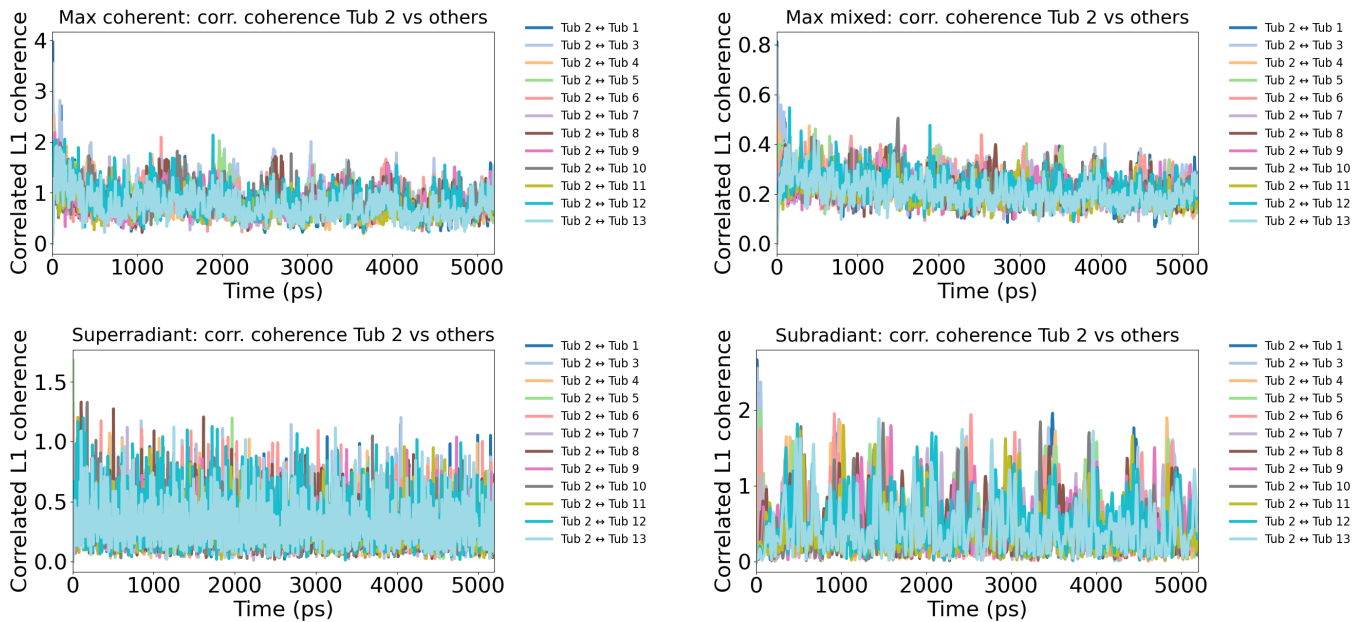 Max coherent: corr. coherence Tub 2 vs others
Correlated L1 coherence
4
3
2
1
0
0 1000 2000 3000 4000 5000
Time (ps)
Tub 2 ↔ Tub 1
Tub 2 ↔ Tub 3
Tub 2 ↔ Tub 4
Tub 2 ↔ Tub 5
Tub 2 ↔ Tub 6
Tub 2 ↔ Tub 7
Tub 2 ↔ Tub 8
Tub 2 ↔ Tub 9
Tub 2 ↔ Tub 10
Tub 2 ↔ Tub 11
Tub 2 ↔ Tub 12
Tub 2 ↔ Tub 13
Max mixed: corr. coherence Tub 2 vs others
Correlated L1 coherence
0.8
0.6
0.4
0.2
0.0
0 1000 2000 3000 4000 5000
Time (ps)
Tub 2 ↔ Tub 1
Tub 2 ↔ Tub 3
Tub 2 ↔ Tub 4
Tub 2 ↔ Tub 5
Tub 2 ↔ Tub 6
Tub 2 ↔ Tub 7
Tub 2 ↔ Tub 8
Tub 2 ↔ Tub 9
Tub 2 ↔ Tub 10
Tub 2 ↔ Tub 11
Tub 2 ↔ Tub 12
Tub 2 ↔ Tub 13
Superradiant: corr. coherence Tub 2 vs others
Correlated L1 coherence
1.5
1.0
0.5
0.0
0 1000 2000 3000 4000 5000
Time (ps)
Tub 2 ↔ Tub 1
Tub 2 ↔ Tub 3
Tub 2 ↔ Tub 4
Tub 2 ↔ Tub 5
Tub 2 ↔ Tub 6
Tub 2 ↔ Tub 7
Tub 2 ↔ Tub 8
Tub 2 ↔ Tub 9
Tub 2 ↔ Tub 10
Tub 2 ↔ Tub 11
Tub 2 ↔ Tub 12
Tub 2 ↔ Tub 13
Subradiant: corr. coherence Tub 2 vs others
Correlated L1 coherence
2
1
0
0 1000 2000 3000 4000 5000
Time (ps)
Tub 2 ↔ Tub 1
Tub 2 ↔ Tub 3
Tub 2 ↔ Tub 4
Tub 2 ↔ Tub 5
Tub 2 ↔ Tub 6
Tub 2 ↔ Tub 7
Tub 2 ↔ Tub 8
Tub 2 ↔ Tub 9
Tub 2 ↔ Tub 10
Tub 2 ↔ Tub 11
Tub 2 ↔ Tub 12
Tub 2 ↔ Tub 13